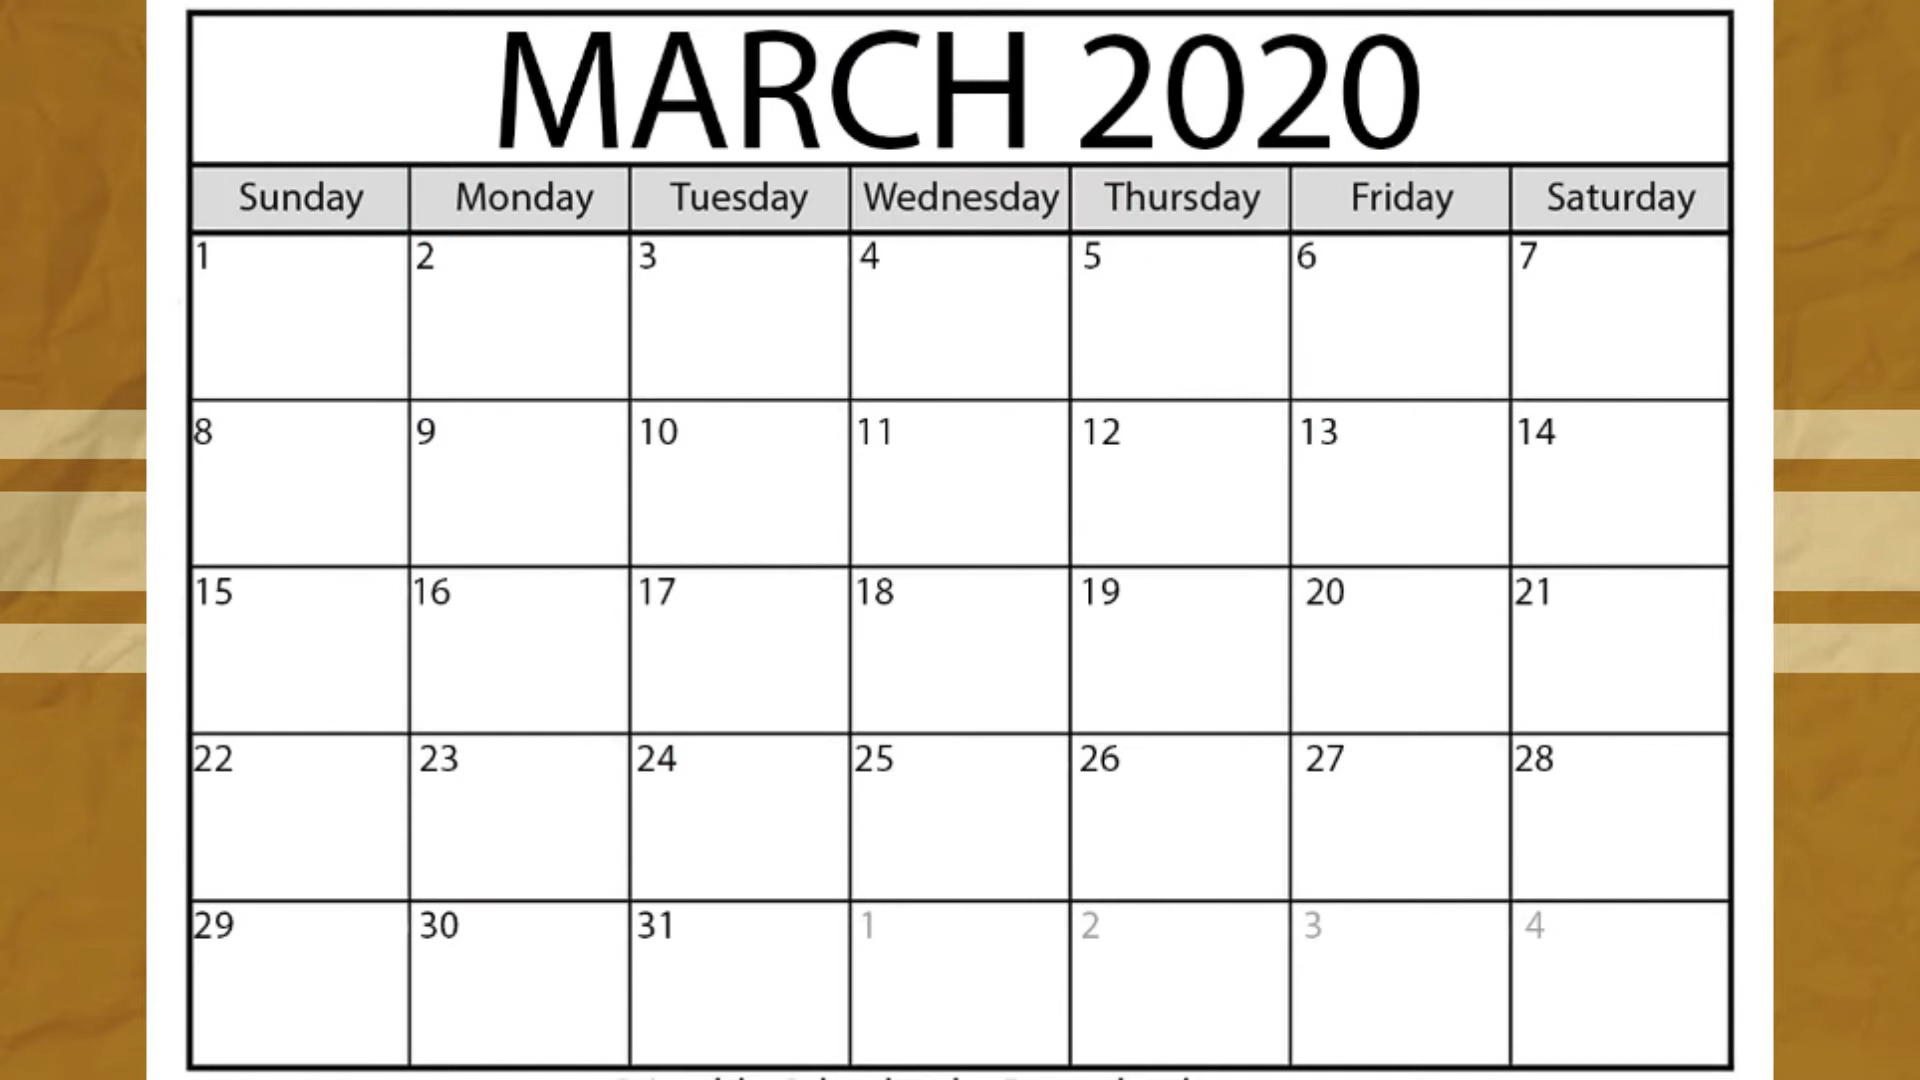 MARCH 2020
Sunday Monday Tuesday Wednesday Thursday Friday Saturday
1 2 3 4 5 6 7
8 9 10 11 12 13 14
15 16 17 18 19 20 21
22 23 24 25 26 27 28
29 30 31 1 2 3 4